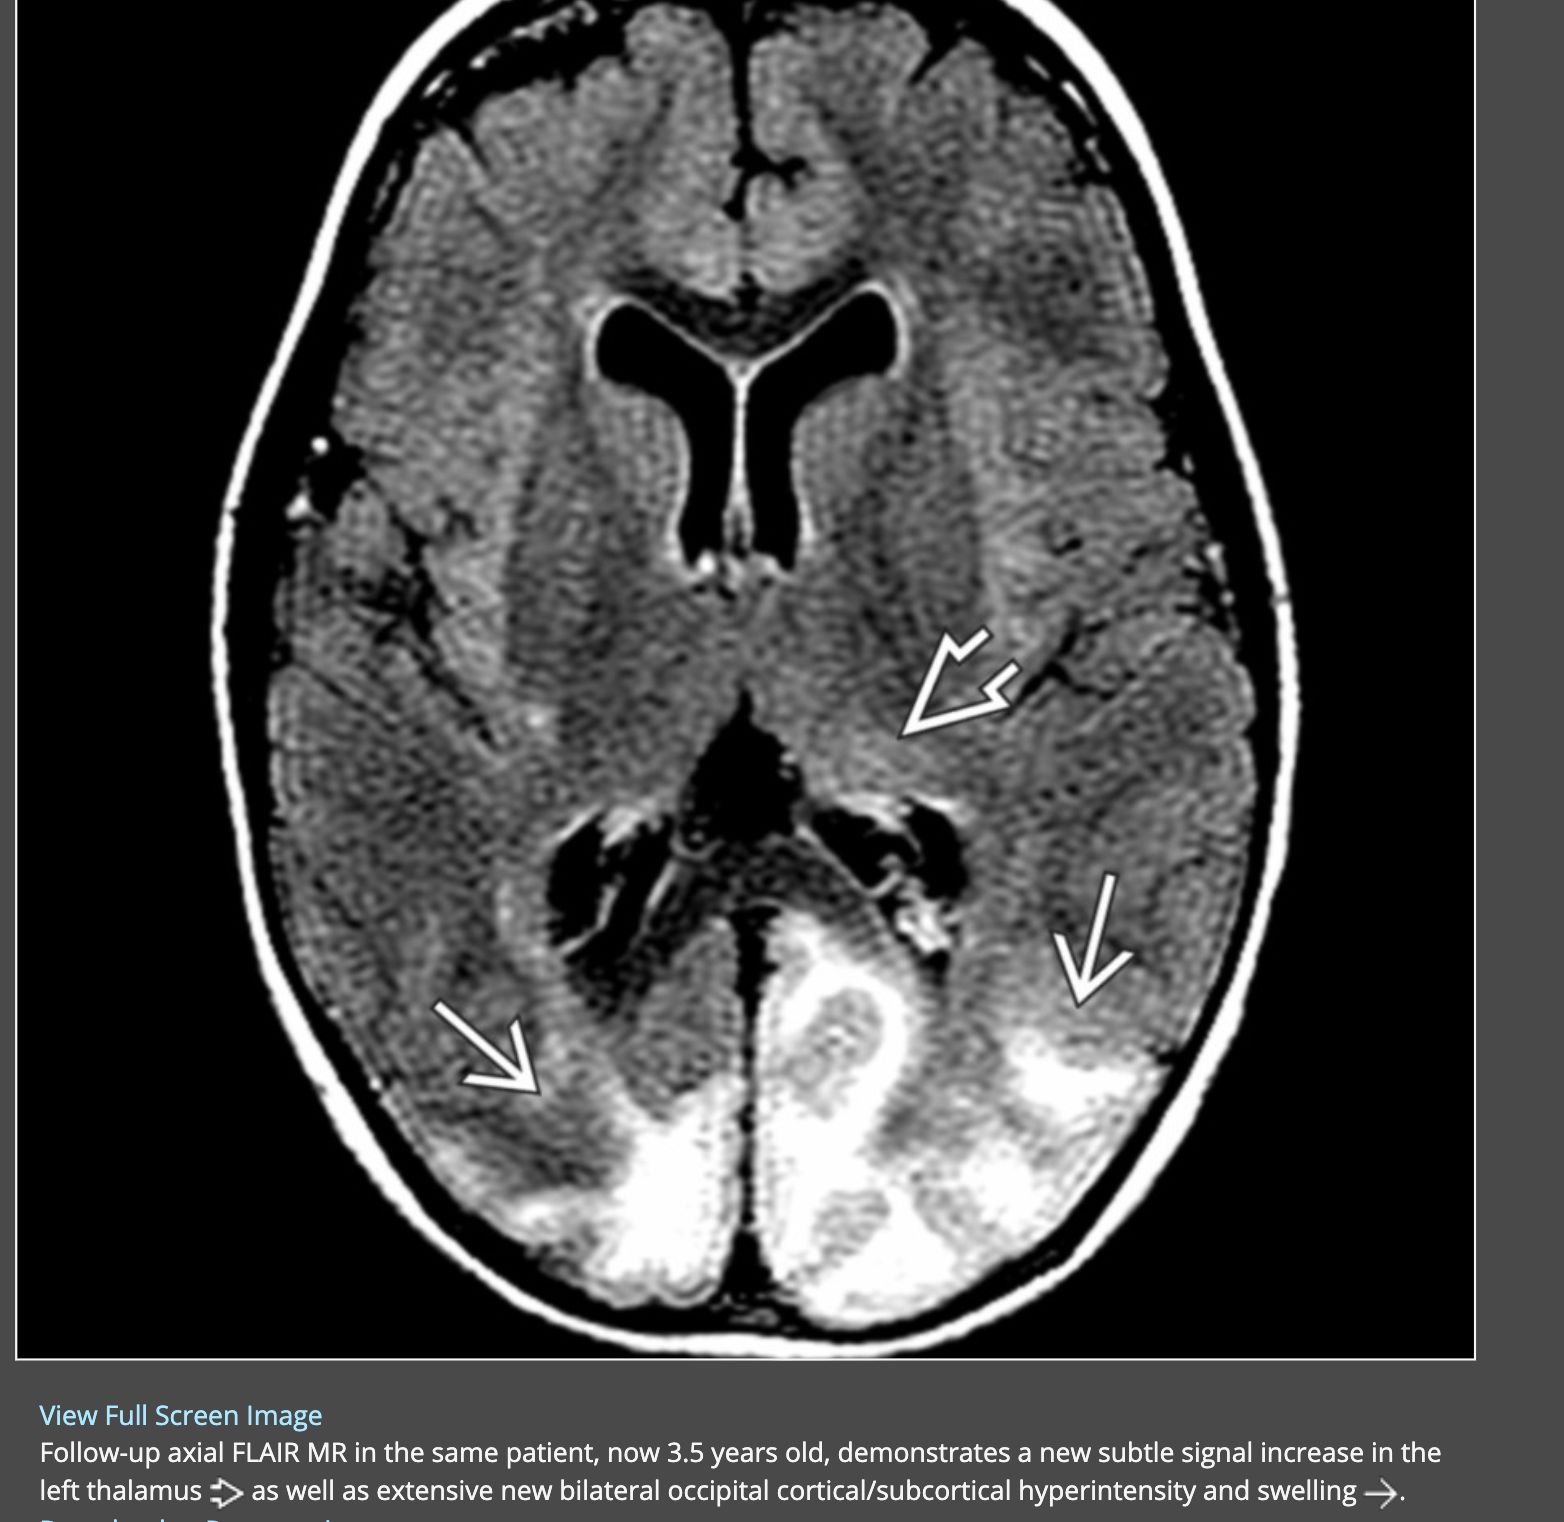 View Full Screen Image
Follow-up axial FLAIR MR in the same patient, now 3.5 years old, demonstrates a new subtle signal increase in the
left thalamus as well as extensive new bilateral occipital cortical/subcortical hyperintensity and swelling .